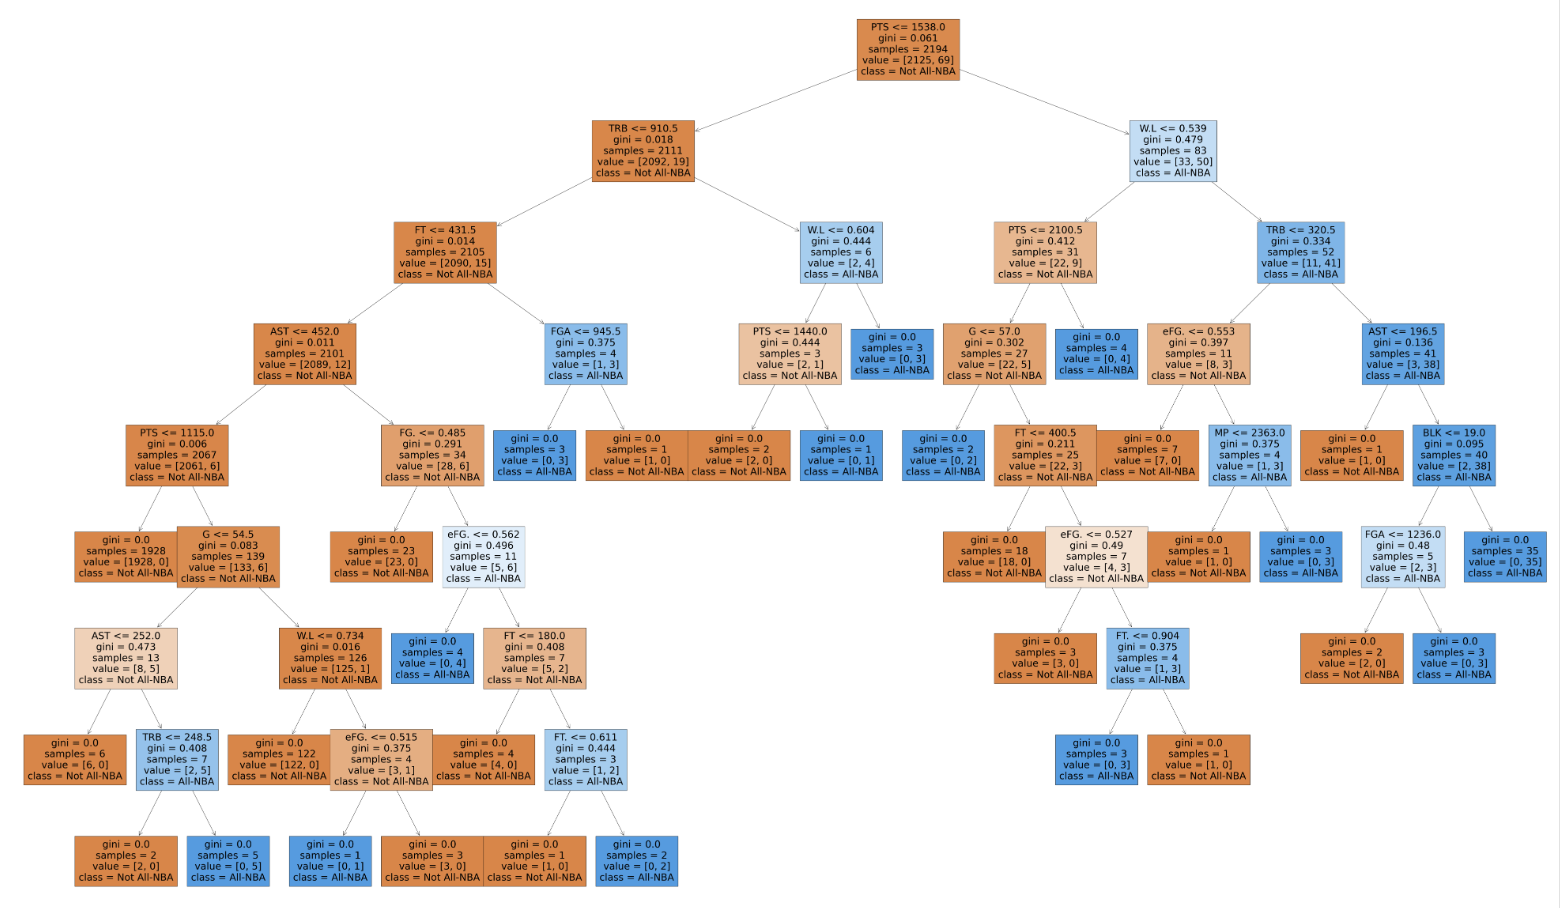 PTS <= 1538.0
gini = 0.061
samples = 2194
value = [2125, 69]
class = Not All-NBA
TRB <= 910.5
gini = 0.018
samples = 2111
value = [2092, 19]
class = Not All-NBA
W.L <= 0.539
gini = 0.479
samples = 83
value = [33, 50]
class = All-NBA
FT <= 431.5
gini = 0.014
samples = 2105
value = [2090, 15]
class = Not All-NBA
W.L <= 0.604
gini = 0.444
samples = 6
value = [2, 4]
class = All-NBA
PTS <= 2100.5
gini = 0.412
samples = 31
value = [22, 9]
class = Not All-NBA
TRB <= 320.5
gini = 0.334
samples = 52
value = [11, 41]
class = All-NBA
AST <= 452.0
gini = 0.011
samples = 2101
value = [2089, 12]
class = Not All-NBA
FGA <= 945.5
gini = 0.375
samples = 4
value = [1, 3]
class = All-NBA
PTS <= 1440.0
gini = 0.444
samples = 3
value = [2, 1]
class = Not All-NBA
gini = 0.0
samples = 3
value = [0, 3]
class = All-NBA
G <= 57.0
gini = 0.302
samples = 27
value = [22, 5]
class = Not All-NBA
gini = 0.0
samples = 4
value = [0, 4]
class = All-NBA
eFG. <= 0.553
gini = 0.397
samples = 11
value = [8, 3]
class = Not All-NBA
AST <= 196.5
gini = 0.136
samples = 41
value = [3, 38]
class = All-NBA
PTS <= 1115.0
gini = 0.006
samples = 2067
value = [2061, 6]
class = Not All-NBA
FG. <= 0.485
gini = 0.291
samples = 34
value = [28, 6]
class = Not All-NBA
gini = 0.0
samples = 3
value = [0, 3]
class = All-NBA
gini = 0.0
samples = 1
value = [1, 0]
class = Not All-NBA
gini = 0.0
samples = 2
value = [2, 0]
class = Not All-NBA
gini = 0.0
samples = 1
value = [0, 1]
class = All-NBA
gini = 0.0
samples = 2
value = [0, 2]
class = All-NBA
FT <= 400.5
gini = 0.211
samples = 25
value = [22, 3]
class = Not All-NBA
gini = 0.0
samples = 7
value = [7, 0]
class = Not All-NBA
MP <= 2363.0
gini = 0.375
samples = 4
value = [1, 3]
class = All-NBA
gini = 0.0
samples = 1
value = [1, 0]
class = Not All-NBA
BLK <= 19.0
gini = 0.095
samples = 40
value = [2, 38]
class = All-NBA
gini = 0.0
samples = 1928
value = [1928, 0]
class = Not All-NBA
G <= 54.5
gini = 0.083
samples = 139
value = [133, 6]
class = Not All-NBA
gini = 0.0
samples = 23
value = [23, 0]
class = Not All-NBA
eFG. <= 0.562
gini = 0.496
samples = 11
value = [5, 6]
class = All-NBA
gini = 0.0
samples = 18
value = [18, 0]
class = Not All-NBA
eFG. <= 0.527
gini = 0.49
samples = 7
value = [4, 3]
class = Not All-NBA
gini = 0.0
samples = 1
value = [1, 0]
class = Not All-NBA
gini = 0.0
samples = 3
value = [0, 3]
class = All-NBA
FGA <= 1236.0
gini = 0.48
samples = 5
value = [2, 3]
class = All-NBA
gini = 0.0
samples = 35
value = [0, 35]
class = All-NBA
AST <= 252.0
gini = 0.473
samples = 13
value = [8, 5]
class = Not All-NBA
W.L <= 0.734
gini = 0.016
samples = 126
value = [125, 1]
class = Not All-NBA
gini = 0.0
samples = 4
value = [0, 4]
class = All-NBA
FT <= 180.0
gini = 0.408
samples = 7
value = [5, 2]
class = Not All-NBA
gini = 0.0
samples = 3
value = [3, 0]
class = Not All-NBA
FT. <= 0.904
gini = 0.375
samples = 4
value = [1, 3]
class = All-NBA
gini = 0.0
samples = 2
value = [2, 0]
class = Not All-NBA
gini = 0.0
samples = 3
value = [0, 3]
class = All-NBA
gini = 0.0
samples = 6
value = [6, 0]
class = Not All-NBA
TRB <= 248.5
gini = 0.408
samples = 7
value = [2, 5]
class = All-NBA
gini = 0.0
samples = 122
value = [122, 0]
class = Not All-NBA
eFG. <= 0.515
gini = 0.375
samples = 4
value = [3, 1]
class = Not All-NBA
gini = 0.0
samples = 4
value = [4, 0]
class = Not All-NBA
FT. <= 0.611
gini = 0.444
samples = 3
value = [1, 2]
class = All-NBA
gini = 0.0
samples = 3
value = [0, 3]
class = All-NBA
gini = 0.0
samples = 1
value = [1, 0]
class = Not All-NBA
gini = 0.0
samples = 2
value = [2, 0]
class = Not All-NBA
gini = 0.0
samples = 5
value = [0, 5]
class = All-NBA
gini = 0.0
samples = 1
value = [0, 1]
class = All-NBA
gini = 0.0
samples = 3
value = [3, 0]
class = Not All-NBA
gini = 0.0
samples = 1
value = [1, 0]
class = Not All-NBA
gini = 0.0
samples = 2
value = [0, 2]
class = All-NBA